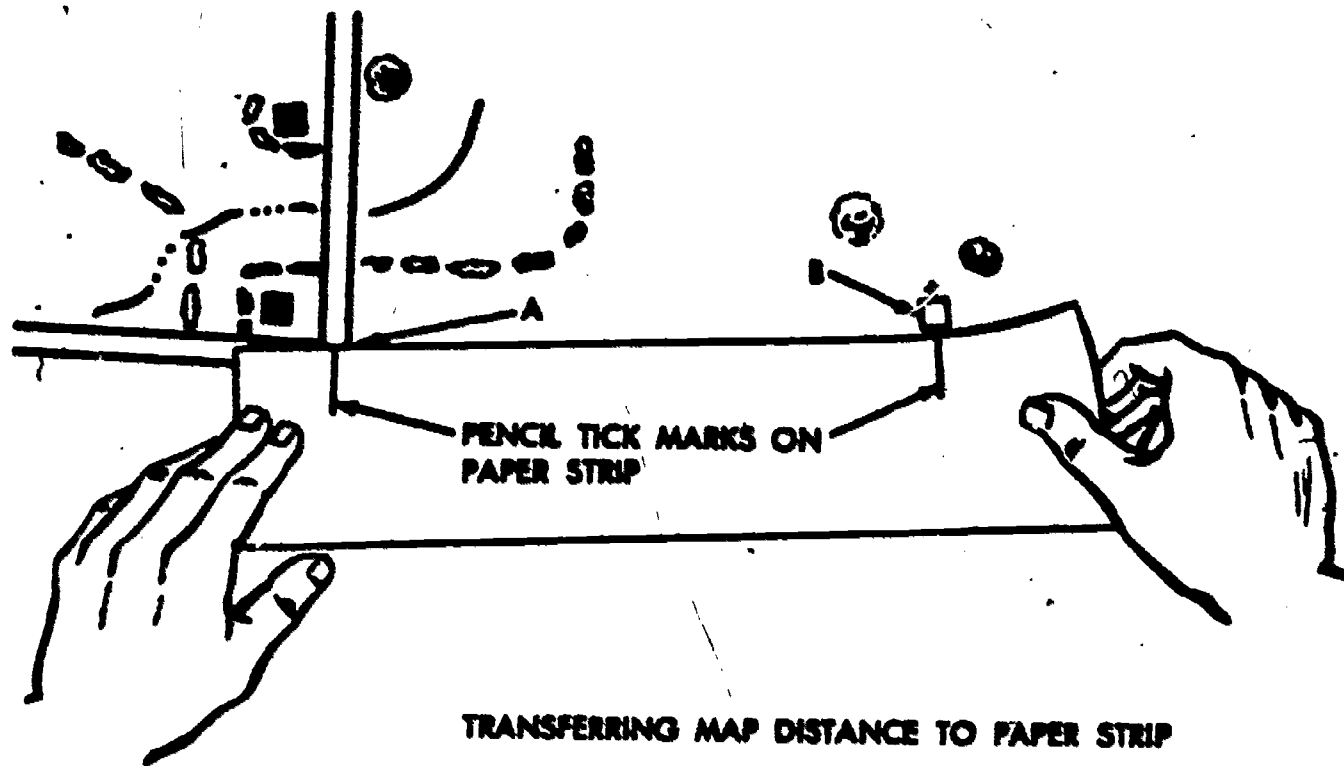 A
B
PENCIL TICK MARKS ON
PAPER STRIP
TRANSFERRING MAP DISTANCE TO PAPER STRIP